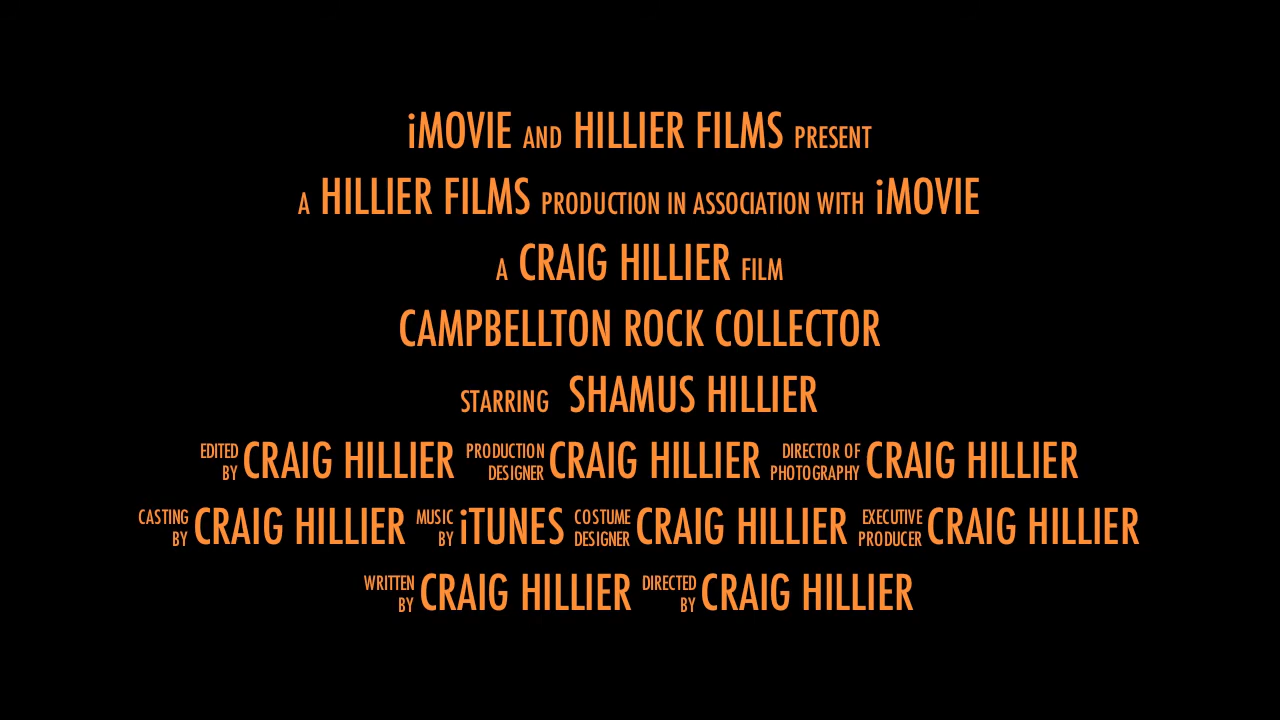 iMOVIE AND HILLIER FILMS PRESENT
A HILLIER FILMS PRODUCTION IN ASSOCIATION WITH iMOVIE
A CRAIG HILLIER FILM
CAMPBELLTON ROCK COLLECTOR
STARRING SHAMUS HILLIER
EDITED BY CRAIG HILLIER PRODUCTION DESIGNER CRAIG HILLIER DIRECTOR OF PHOTOGRAPHY CRAIG HILLIER
CASTING BY CRAIG HILLIER MUSIC BY iTUNES COSTUME DESIGNER CRAIG HILLIER EXECUTIVE PRODUCER CRAIG HILLIER
WRITTEN BY CRAIG HILLIER DIRECTED BY CRAIG HILLIER